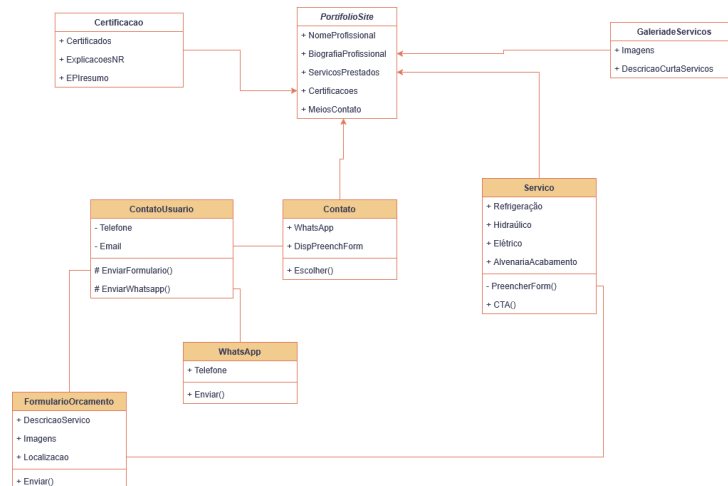 Certificacao
+ Certificados
+ ExplicacoesNR
+ EPIresumo
PortifolioSite
+ NomeProfissional
+ BiografiaProfissional
+ ServicosPrestados
+ Certificacoes
+ MeiosContato
GaleriadeServicos
+ Imagens
+ DescricaoCurtaServicos
ContatoUsuario
- Telefone
- Email
# EnviarFormulario()
# EnviarWhatsapp()
Contato
+ WhatsApp
+ DispPreenchForm
+ Escolher()
Servico
+ Refrigeração
+ Hidraúlico
+ Elétrico
+ AlvenariaAcabamento
- PreencherForm()
+ CTA()
WhatsApp
+ Telefone
+ Enviar()
FormularioOrcamento
+ DescricaoServico
+ Imagens
+ Localizacao
+ Enviar()